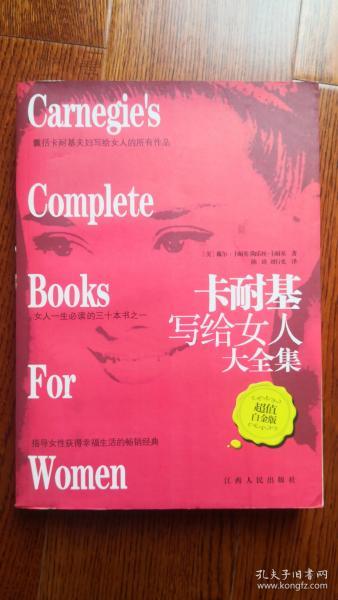 Carnegie's
囊括卡耐基夫妇写给女人的所有作品
Complete
Books
女人一生必读的三十本书之一
卡耐基
写给女人
大全集
For
超值
白金版
指导女性获得幸福生活的畅销经典
Women
江西人民出版社
孔夫子旧书网